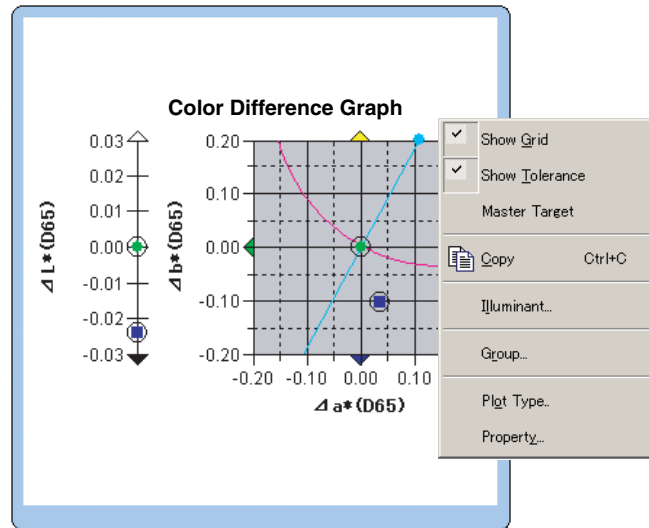 Color Difference Graph
⊿L*(D65)
0.03
0.02
0.01
0.00
-0.01
-0.02
-0.03
⊿b*(D65)
0.20
0.10
0.00
-0.10
-0.20
-0.20 -0.10 0.00 0.10
⊿a*(D65)
Show Grid
Show Tolerance
Master Target
Copy Ctrl+C
Illuminant...
Group...
Plot Type..
Property...